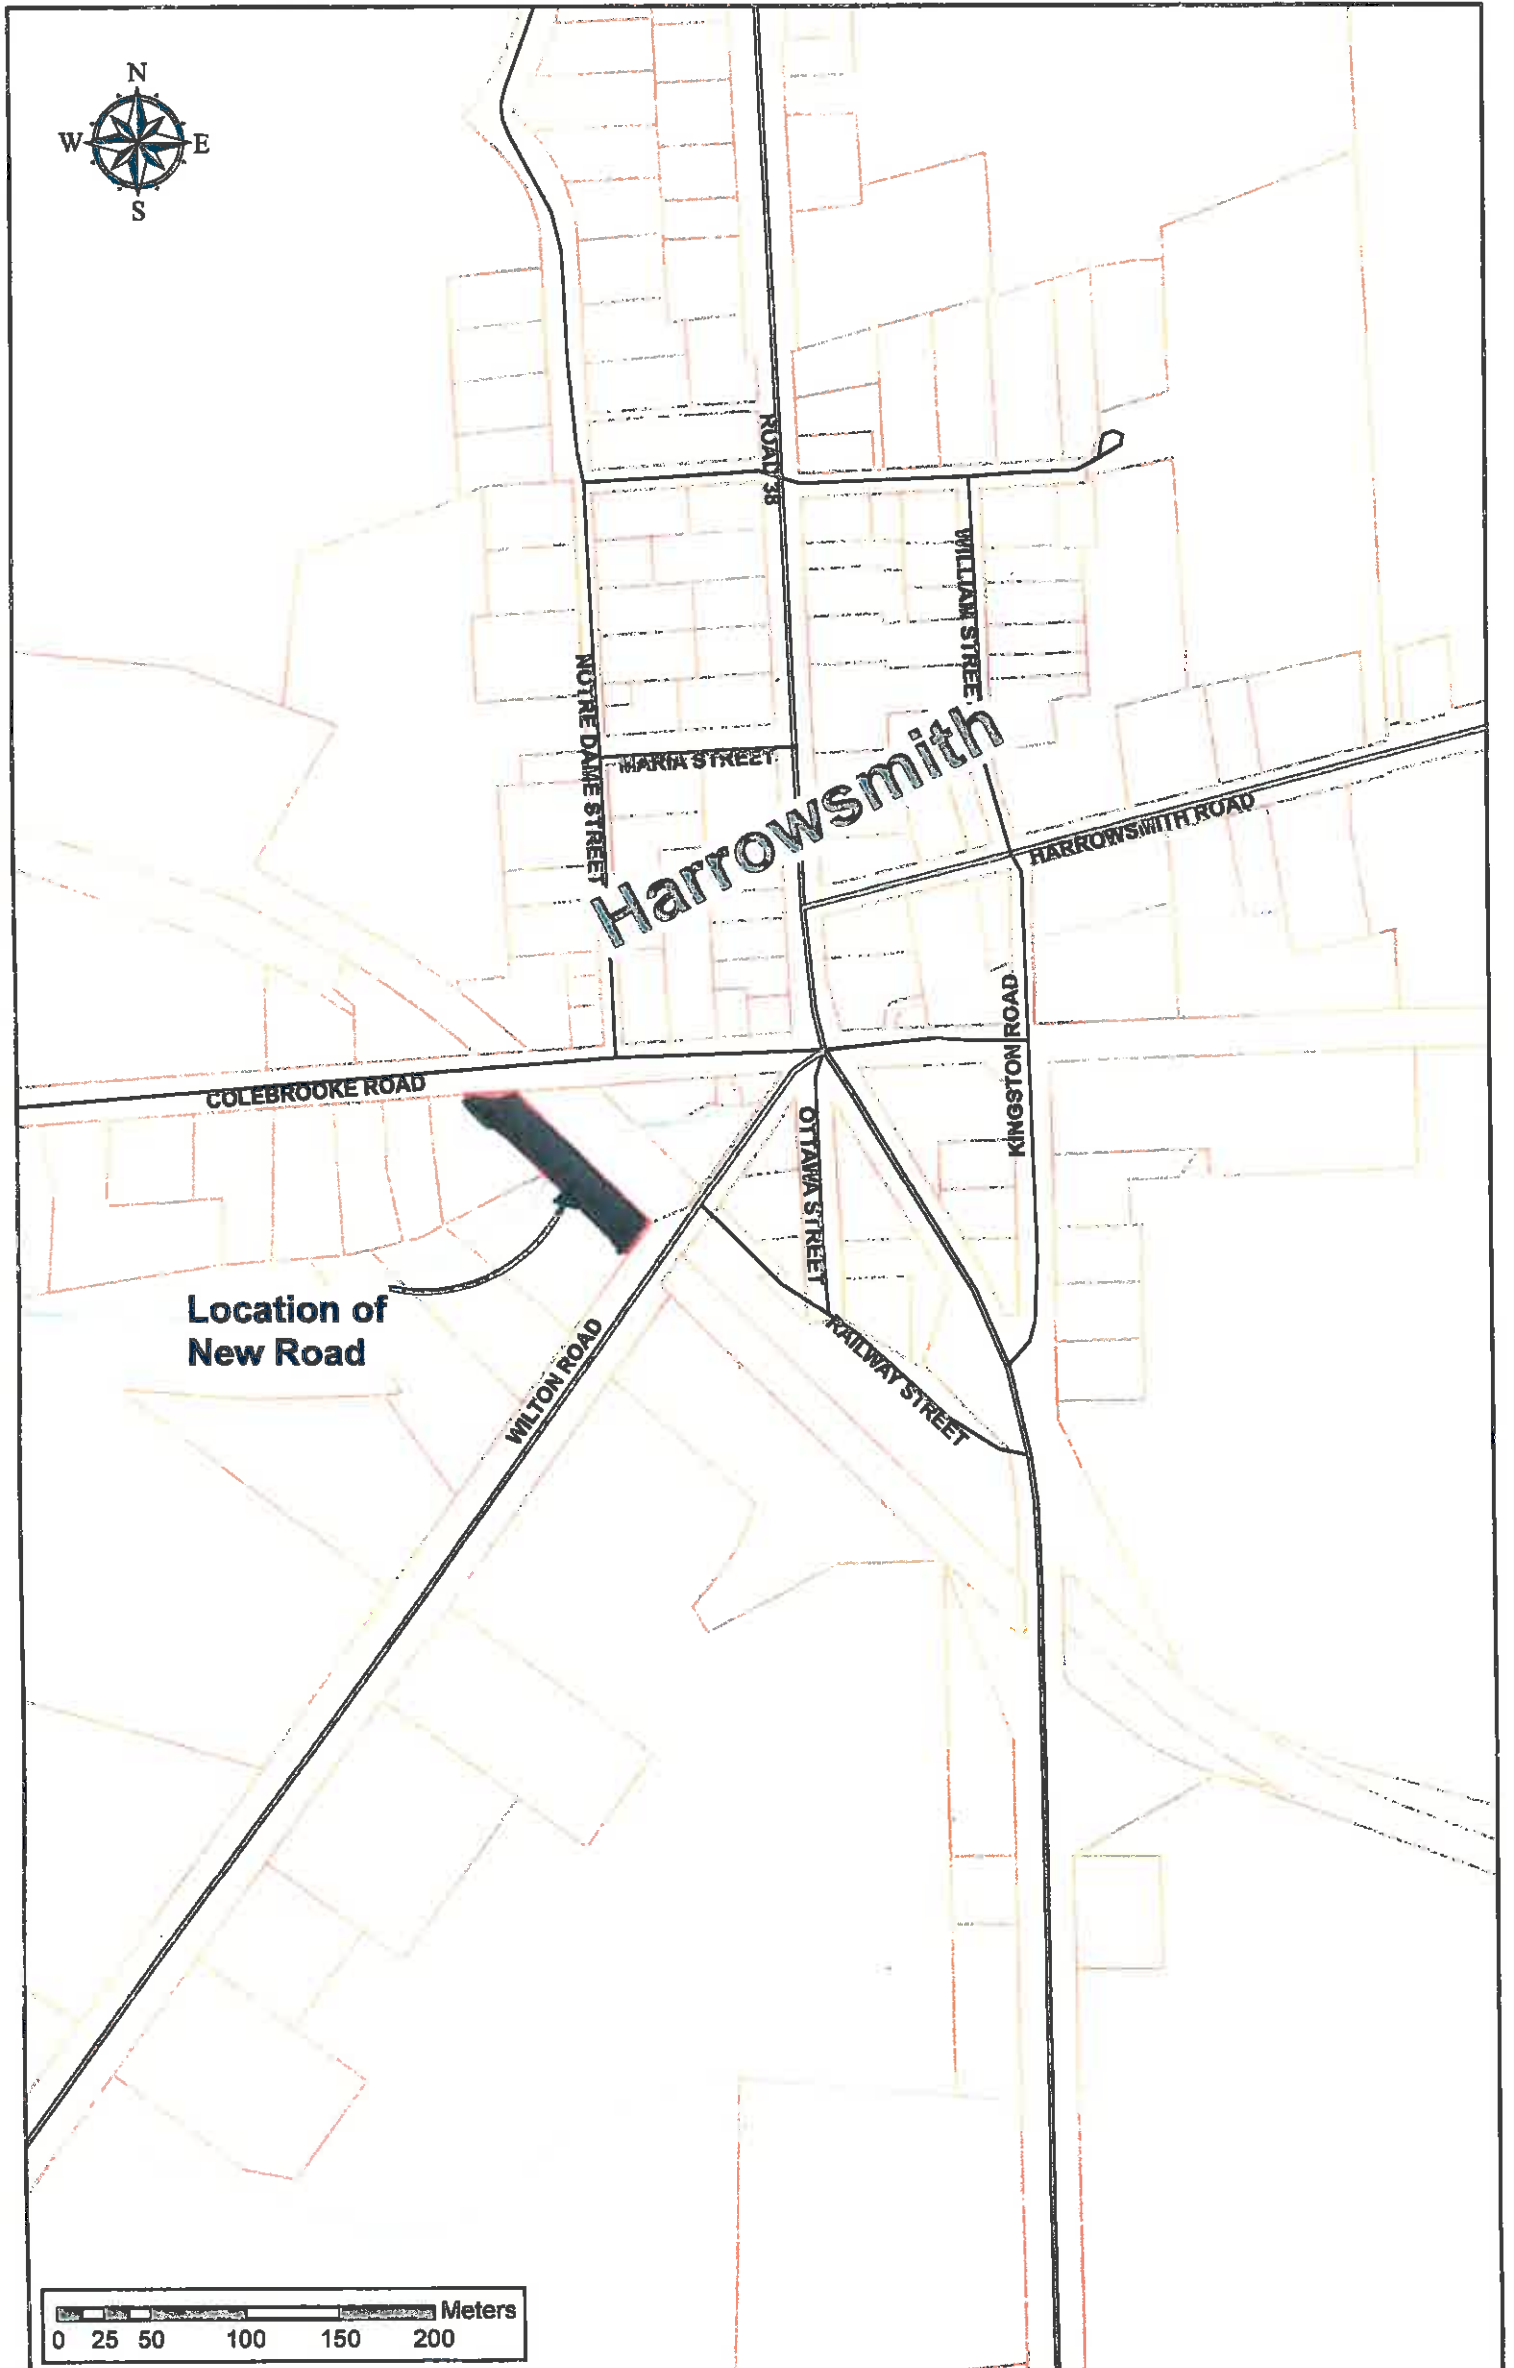 N
W E
S
ROAD 38
WILLIAM STREET
NOTRE DAME STREET
MARIA STREET
Harrowsmith
HARROWSMITH ROAD
KINGSTON ROAD
COLEBROOKE ROAD
OTTAWA STREET
Location of
New Road
WILTON ROAD
RAILWAY STREET
Meters
0 25 50 100 150 200